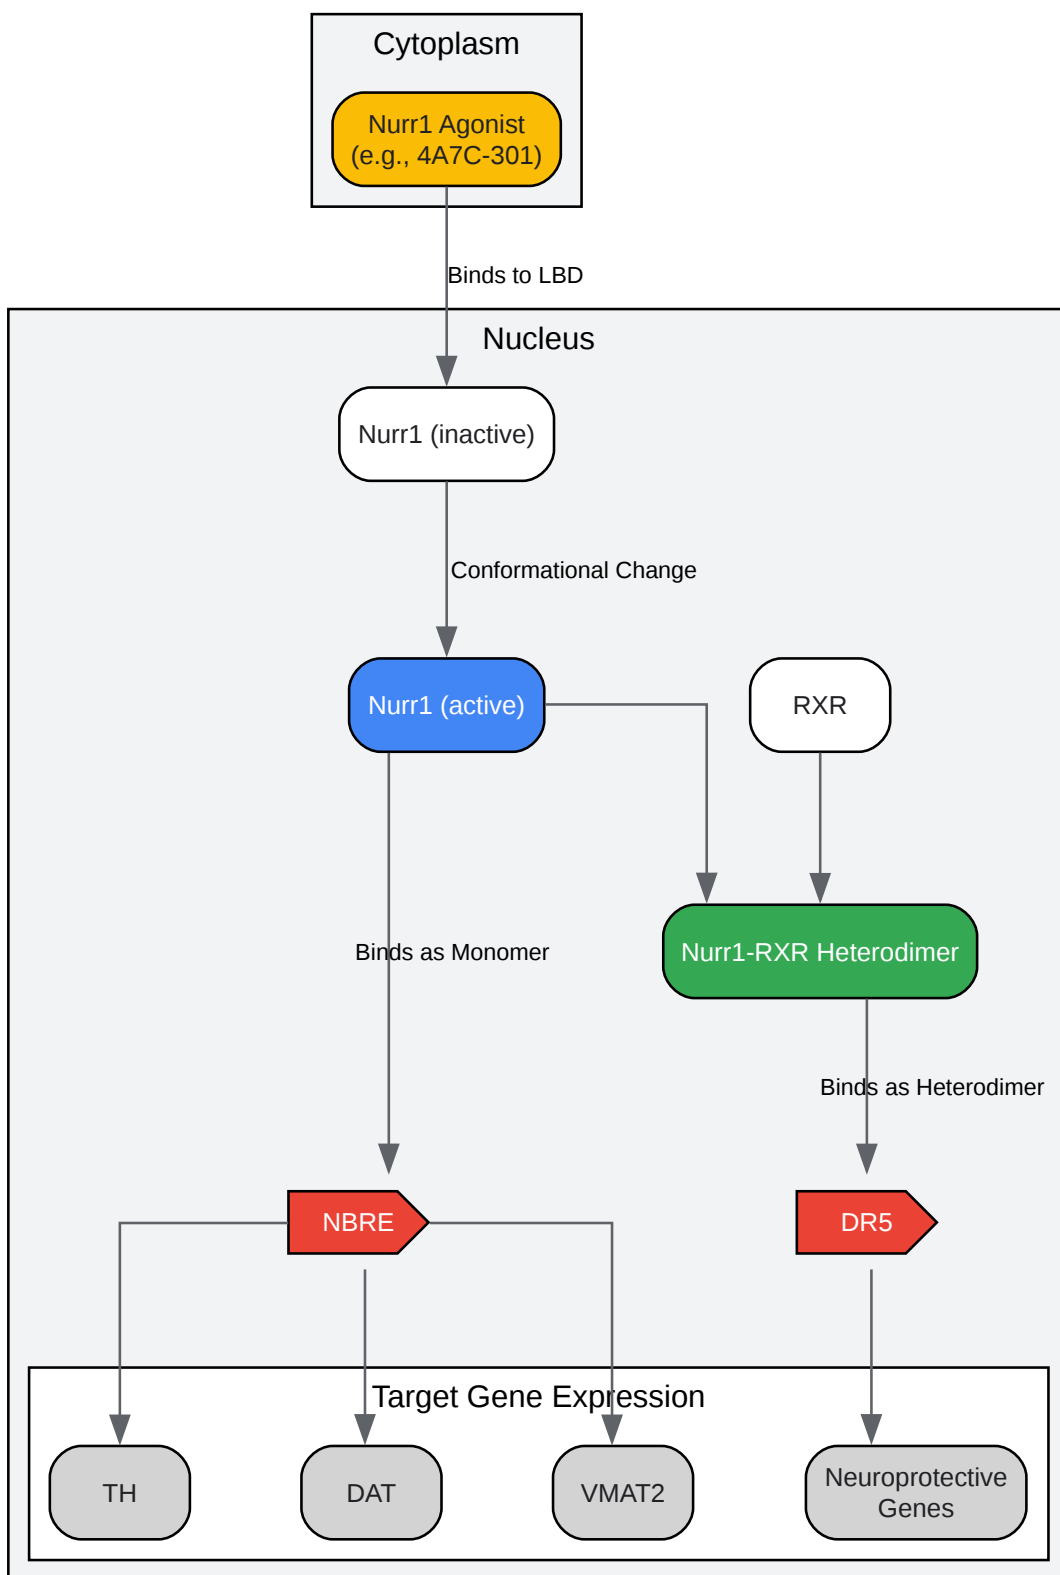 Cytoplasm
Nurr1 Agonist
(e.g., 4A7C-301)
Binds to LBD
Nucleus
Nurr1 (inactive)
Conformational Change
Nurr1 (active)
RXR
Binds as Monomer
Nurr1-RXR Heterodimer
Binds as Heterodimer
NBRE
DR5
Target Gene Expression
TH
DAT
VMAT2
Neuroprotective
Genes